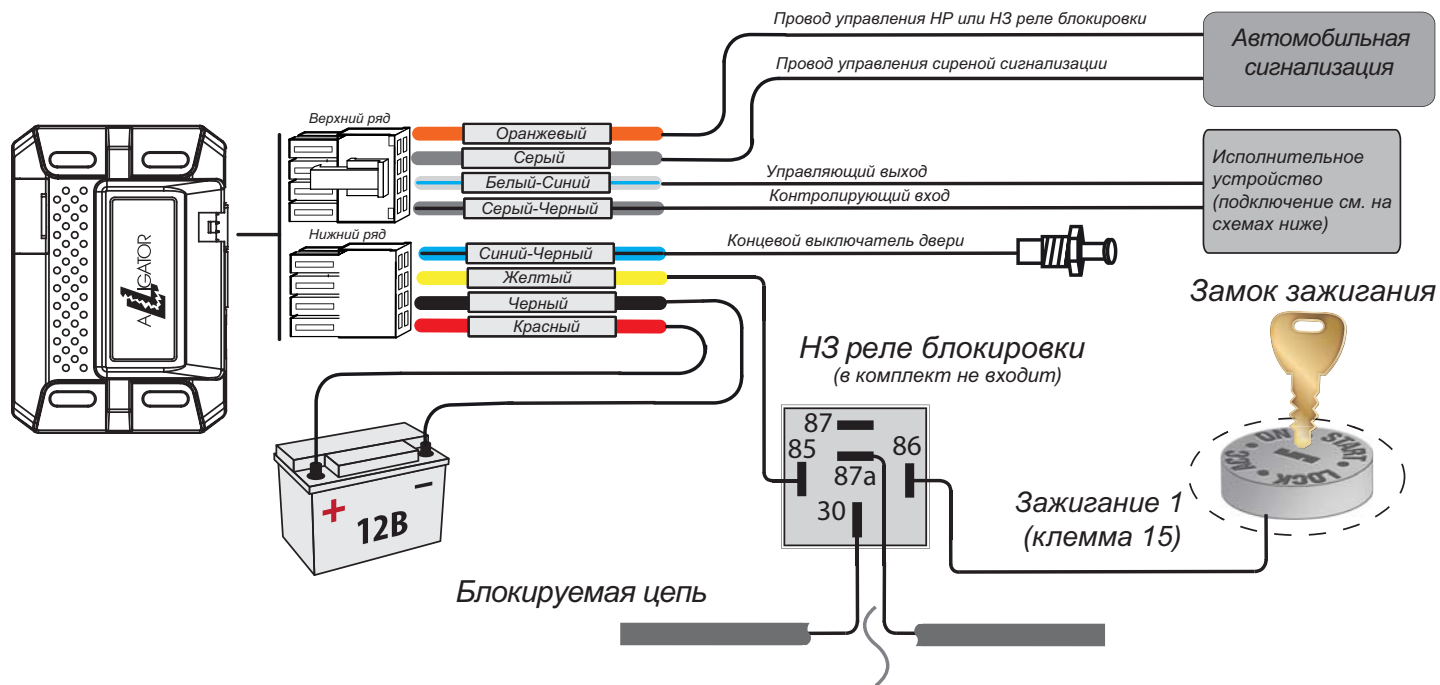 Провод управления НР или НЗ реле блокировки
Провод управления сиреной сигнализации
Автомобильная
сигнализация
Верхний ряд
Оранжевый
Серый
Белый-Синий
Серый-Черный
Управляющий выход
Контролирующий вход
Исполнительное
устройство
(подключение см. на
схемах ниже)
Нижний ряд
Синий-Черный
Желтый
Черный
Красный
Концевой выключатель двери
ALLIGATOR
Замок зажигания
НЗ реле блокировки
(в комплект не входит)
87
85
86
87a
30
ACC • ON • START • LOCK •
Зажигание 1
(клемма 15)
+
−
12В
Блокируемая цепь